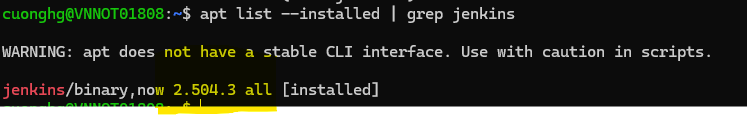 cuonghg@VNNOT01808:~$ apt list --installed | grep jenkins
WARNING: apt does not have a stable CLI interface. Use with caution in scripts.
jenkins/binary,now 2.504.3 all [installed]
cuonghg@VNNOT01808:~$